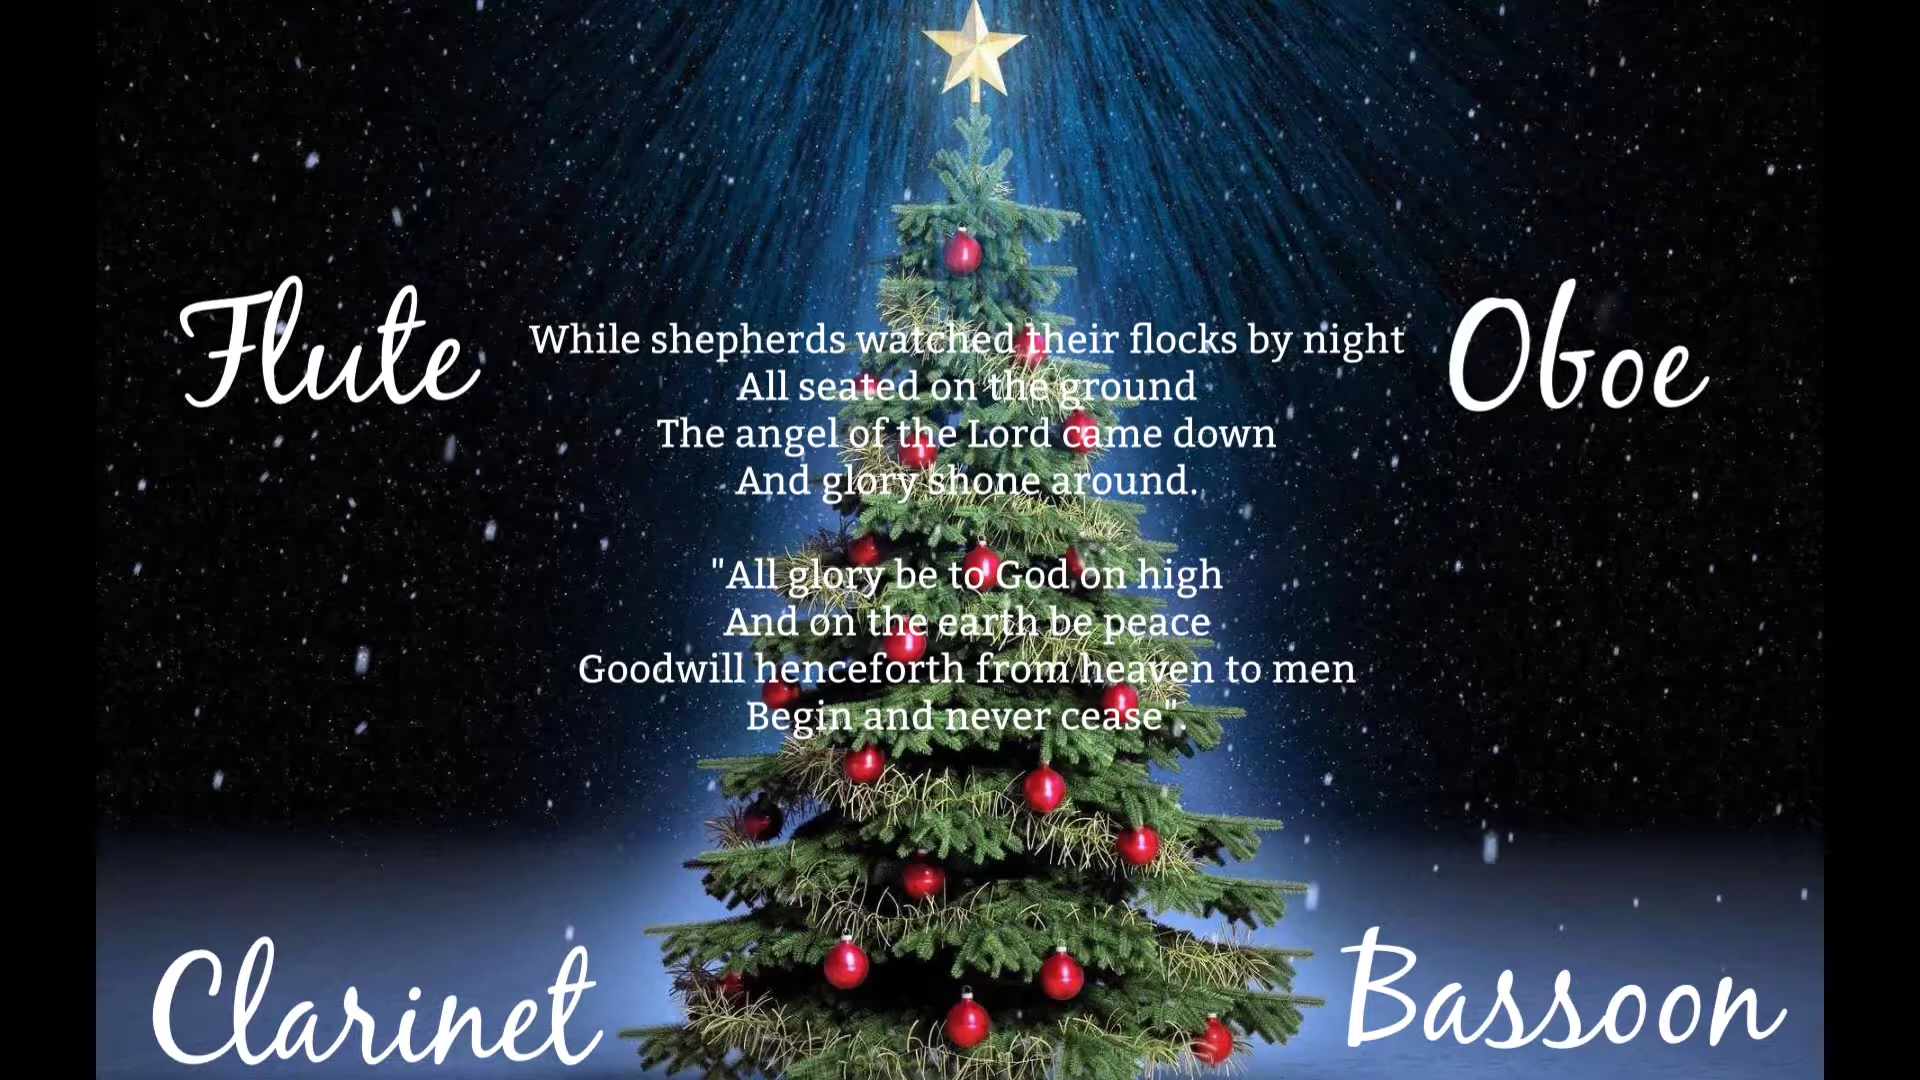 Flute
Oboe
While shepherds watched their flocks by night
All seated on the ground
The angel of the Lord came down
And glory shone around.
"All glory be to God on high
And on the earth be peace
Goodwill henceforth from heaven to men
Begin and never cease".
Clarinet
Bassoon